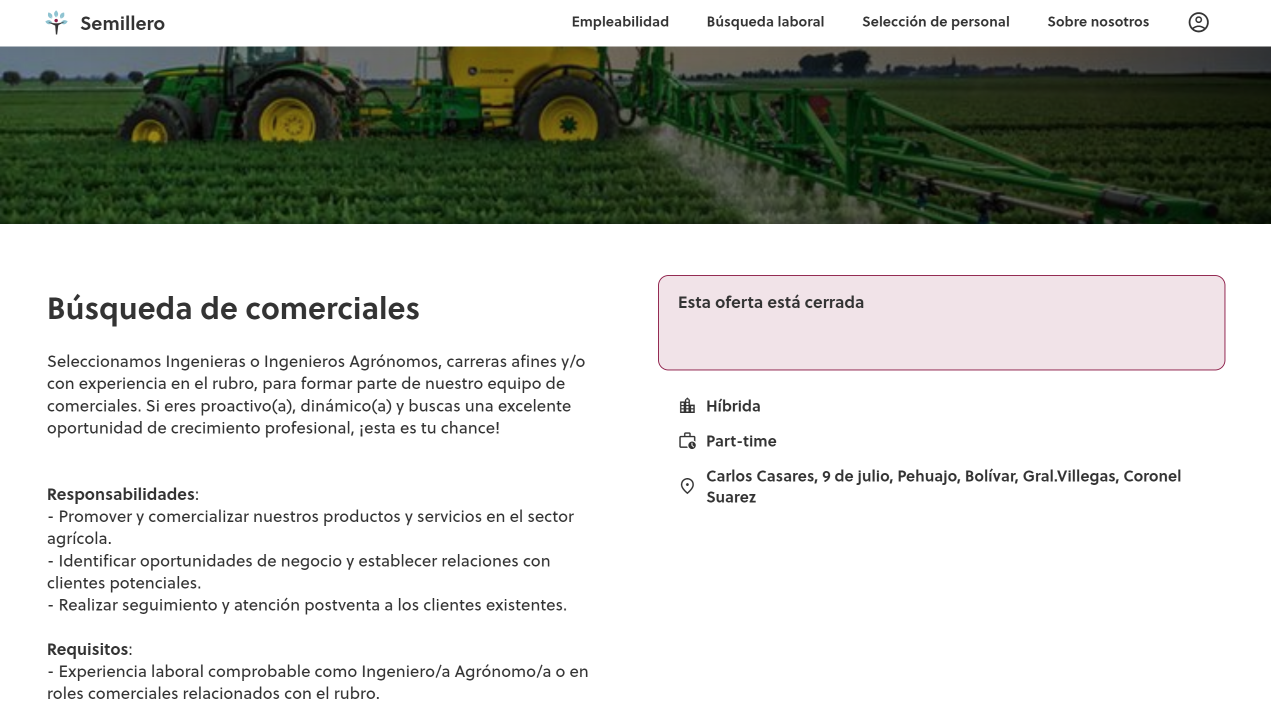 Semillero
Empleabilidad
Búsqueda laboral
Selección de personal
Sobre nosotros
Búsqueda de comerciales
Seleccionamos Ingenieras o Ingenieros Agrónomos, carreras afines y/o
con experiencia en el rubro, para formar parte de nuestro equipo de
comerciales. Si eres proactivo(a), dinámico(a) y buscas una excelente
oportunidad de crecimiento profesional, ¡esta es tu chance!
Responsabilidades:
- Promover y comercializar nuestros productos y servicios en el sector
agrícola.
- Identificar oportunidades de negocio y establecer relaciones con
clientes potenciales.
- Realizar seguimiento y atención postventa a los clientes existentes.
Requisitos:
- Experiencia laboral comprobable como Ingeniero/a Agrónomo/a o en
roles comerciales relacionados con el rubro.
Esta oferta está cerrada
Híbrida
Part-time
Carlos Casares, 9 de julio, Pehuajo, Bolívar, Gral.Villegas, Coronel
Suarez